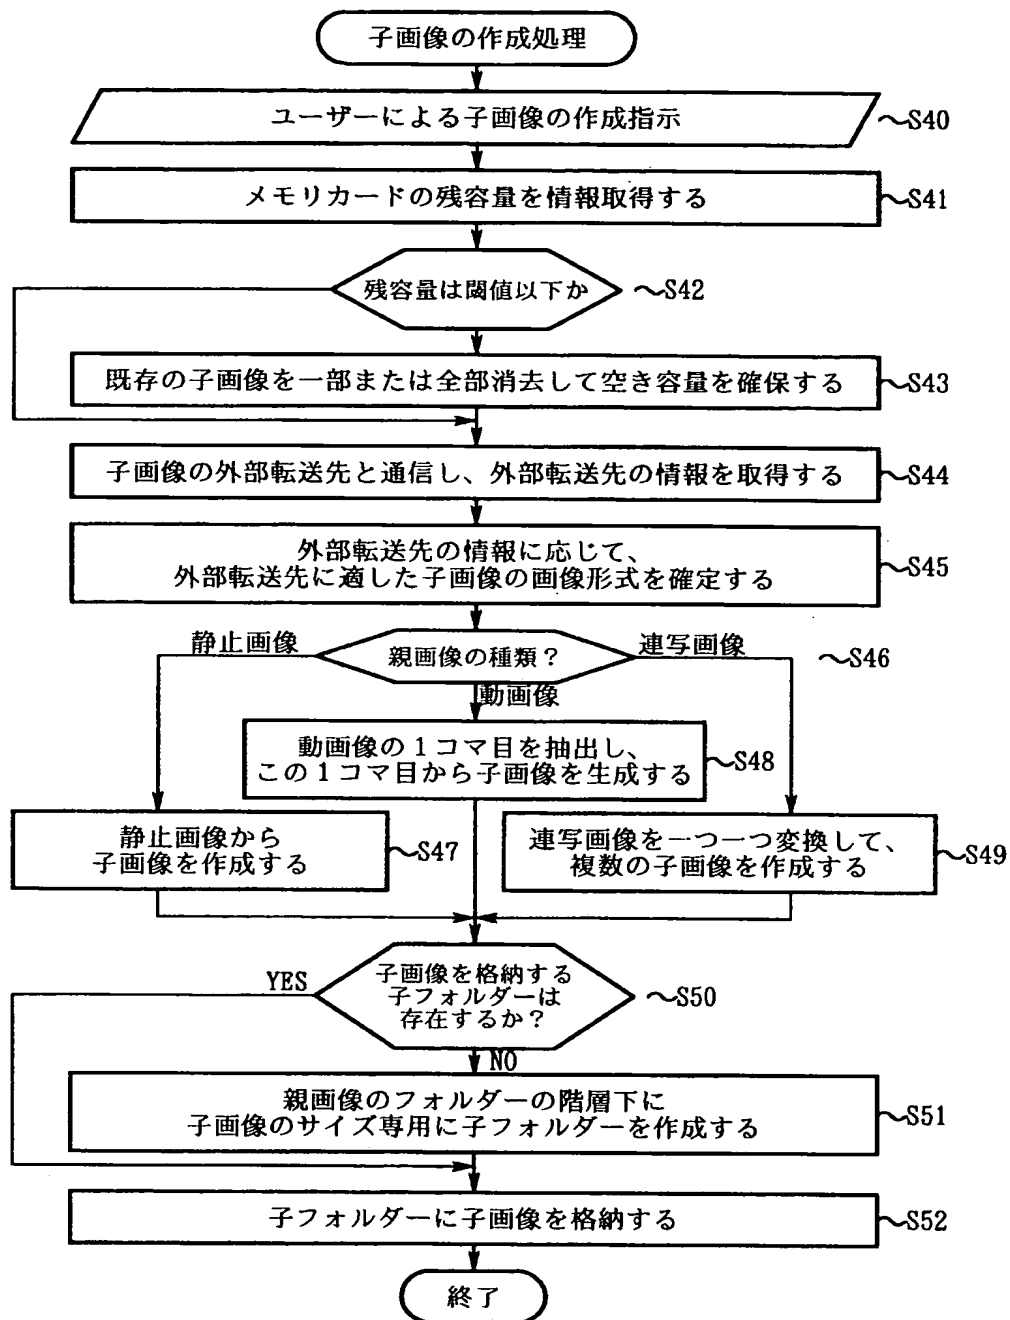 子画像の作成処理
ユーザーによる子画像の作成指示
S40
メモリカードの残容量を情報取得する
S41
残容量は閾値以下か
S42
既存の子画像を一部または全部消去して空き容量を確保する
S43
子画像の外部転送先と通信し、外部転送先の情報を取得する
S44
外部転送先の情報に応じて、
外部転送先に適した子画像の画像形式を確定する
S45
静止画像
親画像の種類？
連写画像
S46
動画像
動画像の１コマ目を抽出し、
この１コマ目から子画像を生成する
S48
静止画像から
子画像を作成する
S47
連写画像を一つ一つ変換して、
複数の子画像を作成する
S49
YES
子画像を格納する
子フォルダーは
存在するか？
S50
NO
親画像のフォルダーの階層下に
子画像のサイズ専用に子フォルダーを作成する
S51
子フォルダーに子画像を格納する
S52
終了